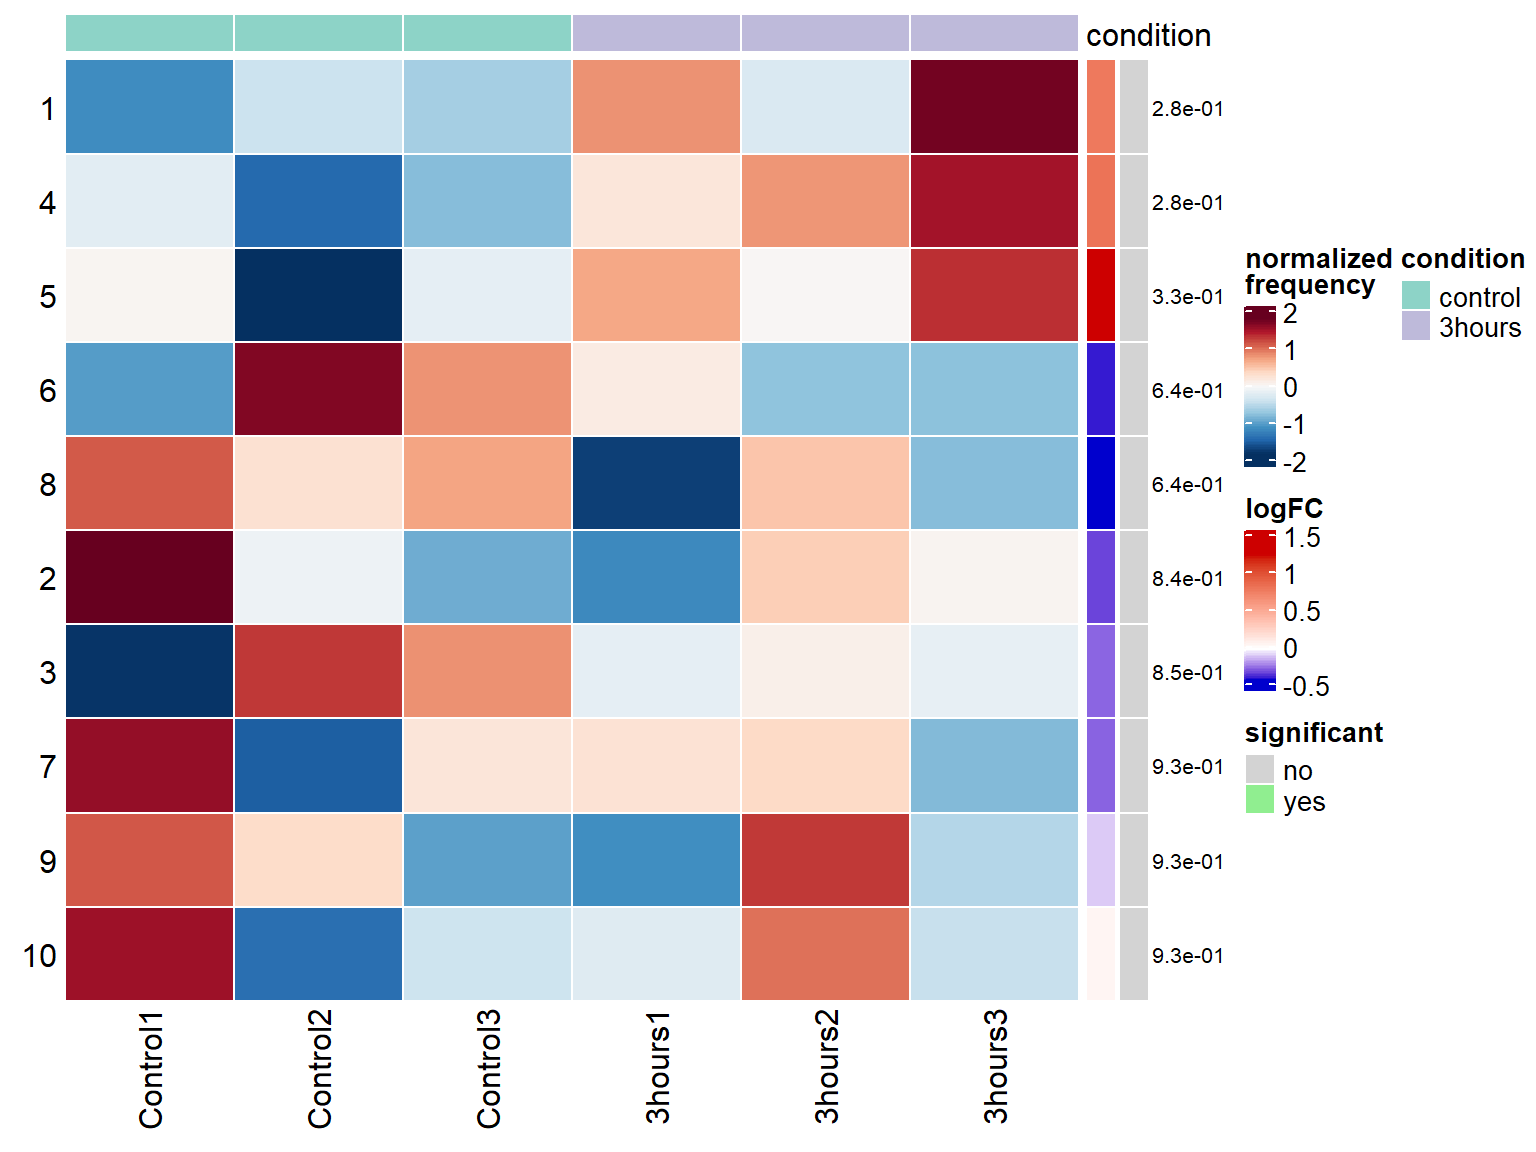 condition
1 2.8e-01
4 2.8e-01
5 3.3e-01
6 6.4e-01
8 6.4e-01
2 8.4e-01
3 8.5e-01
7 9.3e-01
9 9.3e-01
10 9.3e-01
Control1
Control2
Control3
3hours1
3hours2
3hours3
normalized
frequency
2
1
0
-1
-2
condition
control
3hours
logFC
1.5
1
0.5
0
-0.5
significant
no
yes